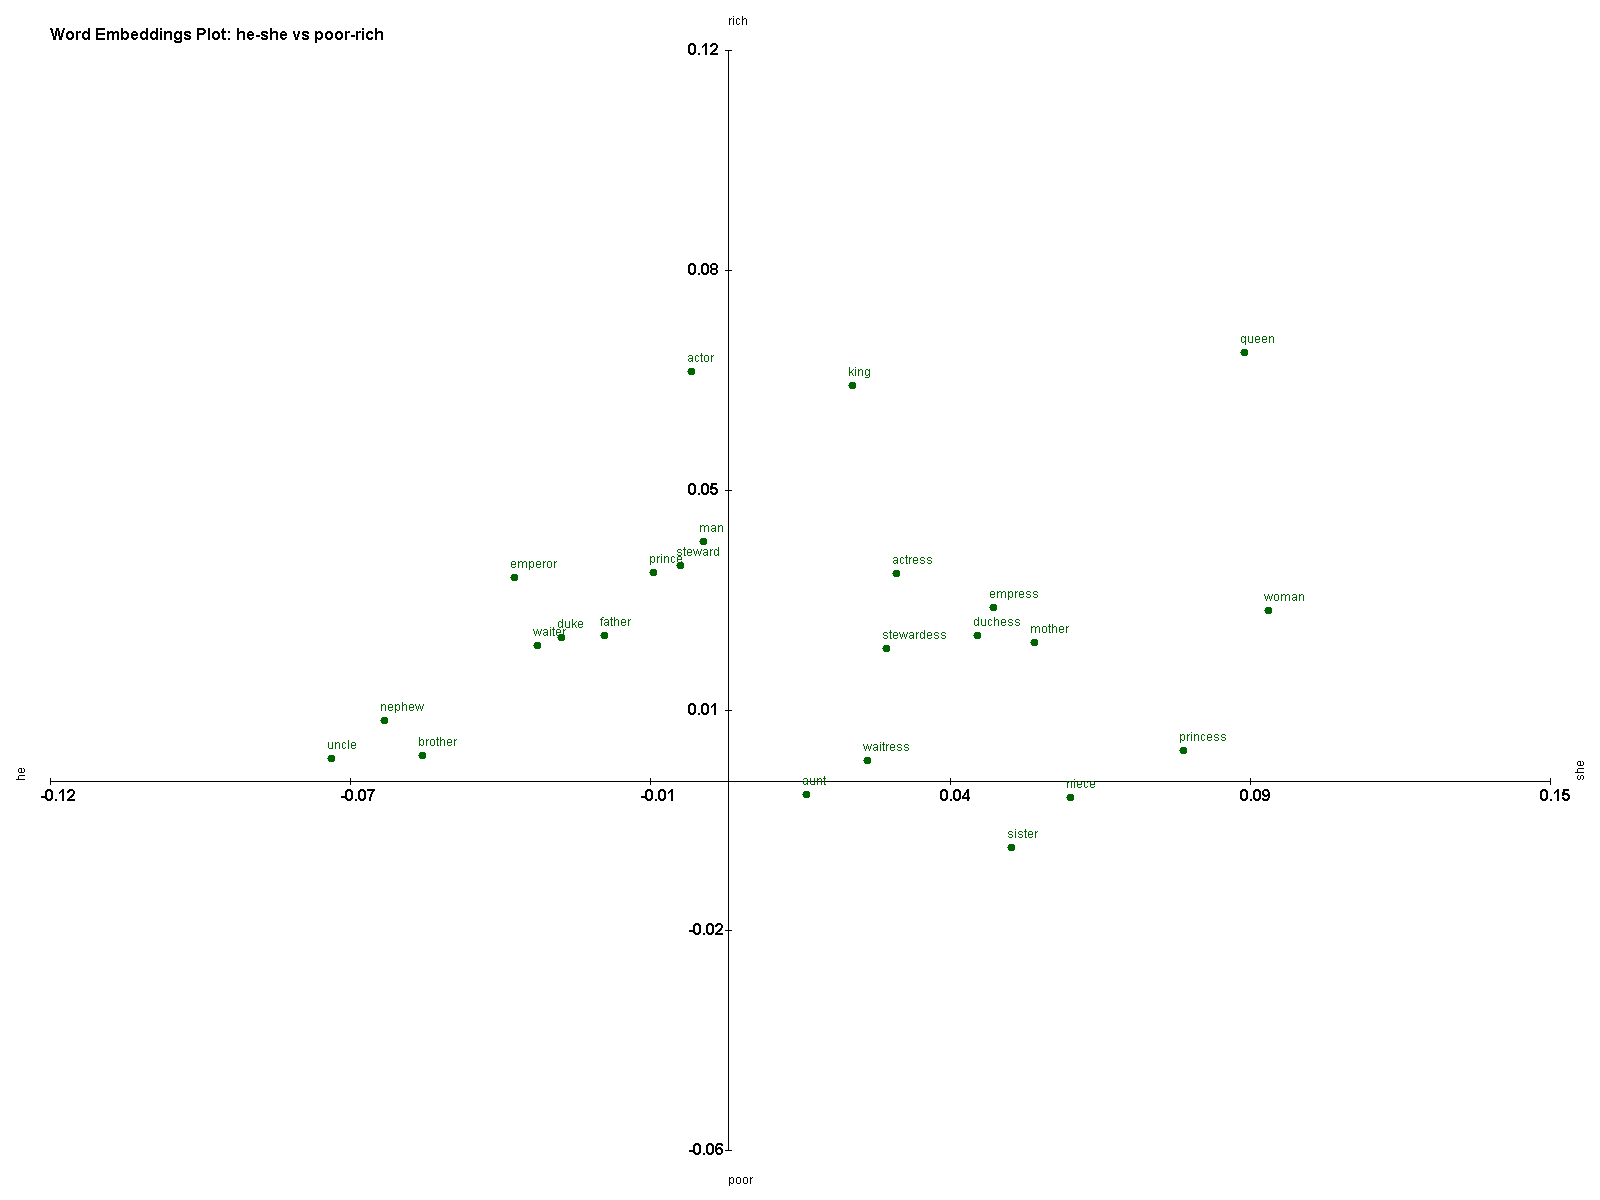 rich
Word Embeddings Plot: he-she vs poor-rich
0.12
0.08
queen
actor
king
0.05
man
steward
prince
actress
emperor
empress
woman
duke
father
waiter
duchess
mother
stewardess
nephew
0.01
princess
brother
uncle
waitress
he
she
aunt
niece
-0.12
-0.07
-0.01
0.04
0.09
0.15
sister
-0.02
-0.06
poor